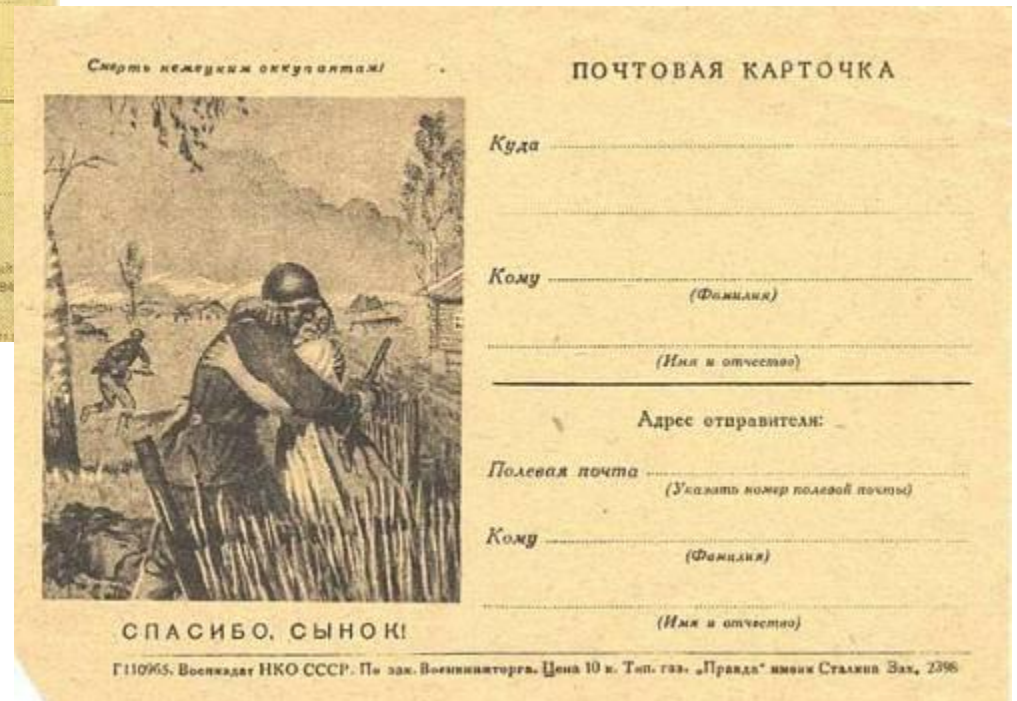 Смерть немецким оккупантам!
ПОЧТОВАЯ КАРТОЧКА
Куда
Кому
(Фамилия)
(Имя и отчество)
Адрес отправителя:
Полевая почта
(Указать номер полевой почты)
Кому
(Фамилия)
(Имя и отчество)
СПАСИБО, СЫНОК!
Г110965. Воениздат НКО СССР. По зак. Военкниготорга. Цена 10 к. Тип. газ. „Правда“ имени Сталина Зак. 2396